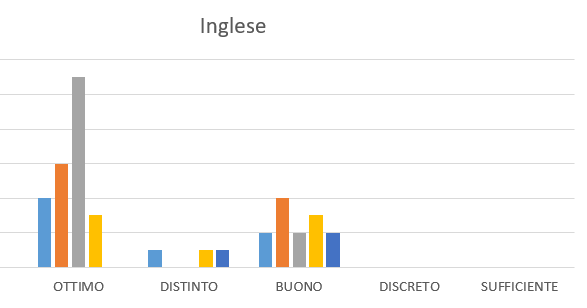 Inglese
OTTIMO DISTINTO BUONO DISCRETO SUFFICIENTE